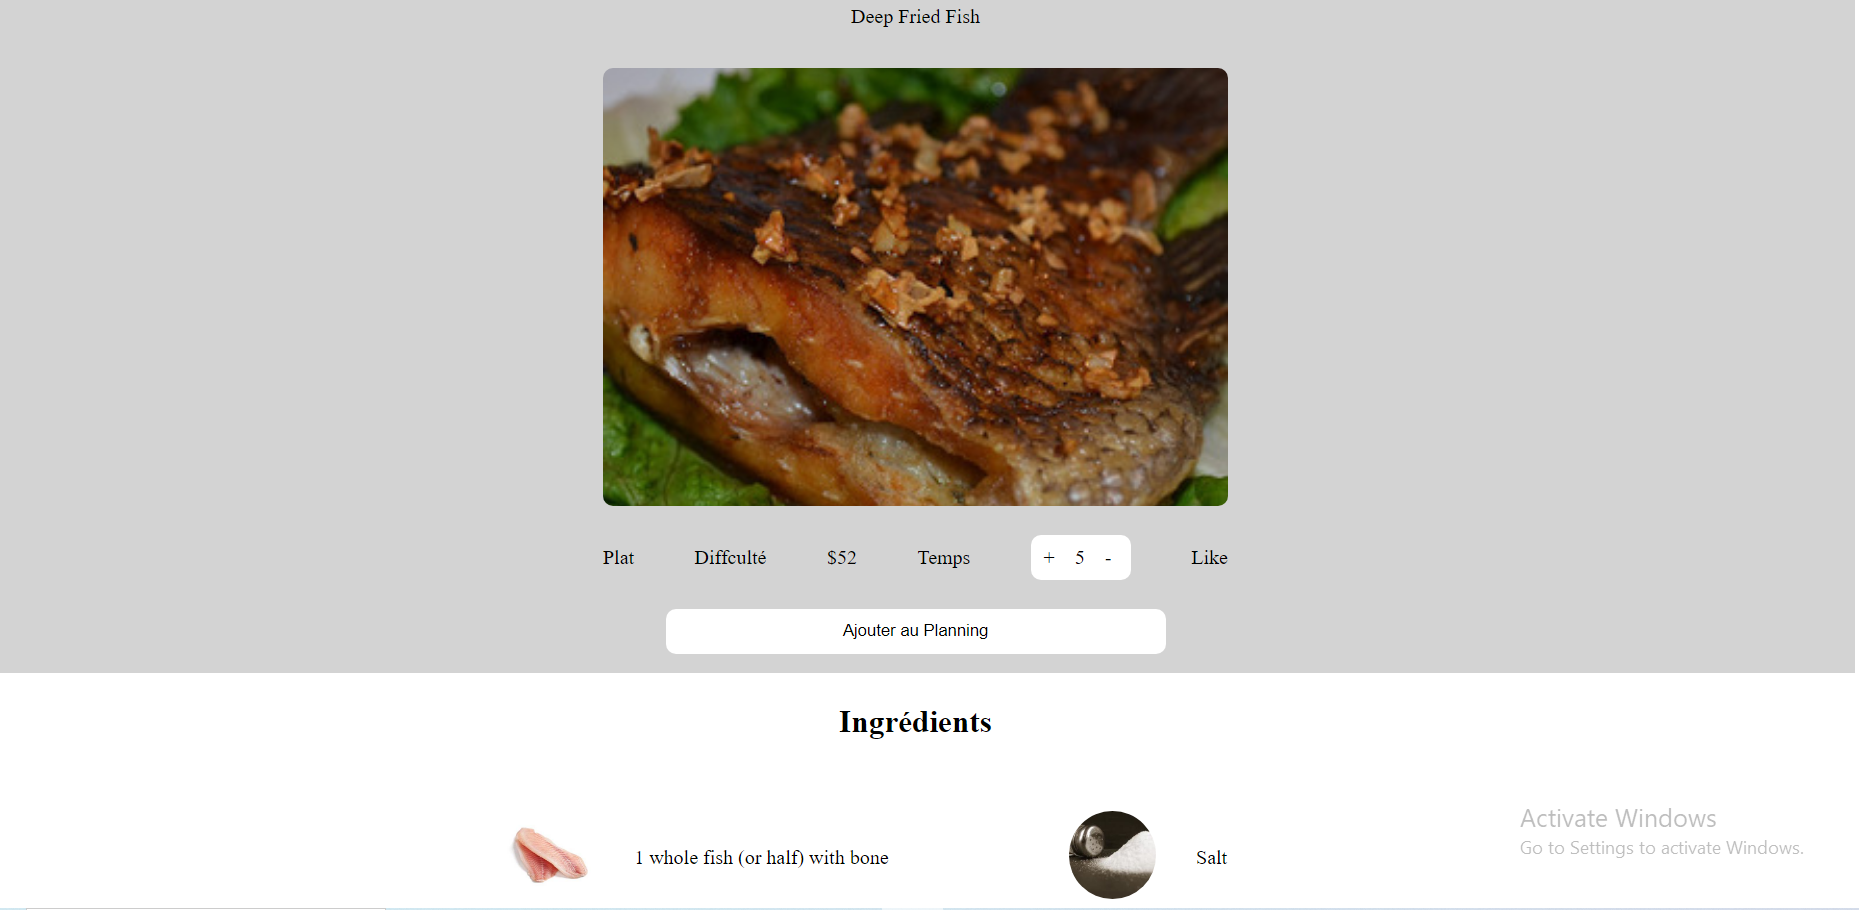 Deep Fried Fish
Plat Diffculté $52 Temps + 5 - Like
Ajouter au Planning
Ingrédients
1 whole fish (or half) with bone Salt
Activate Windows
Go to Settings to activate Windows.